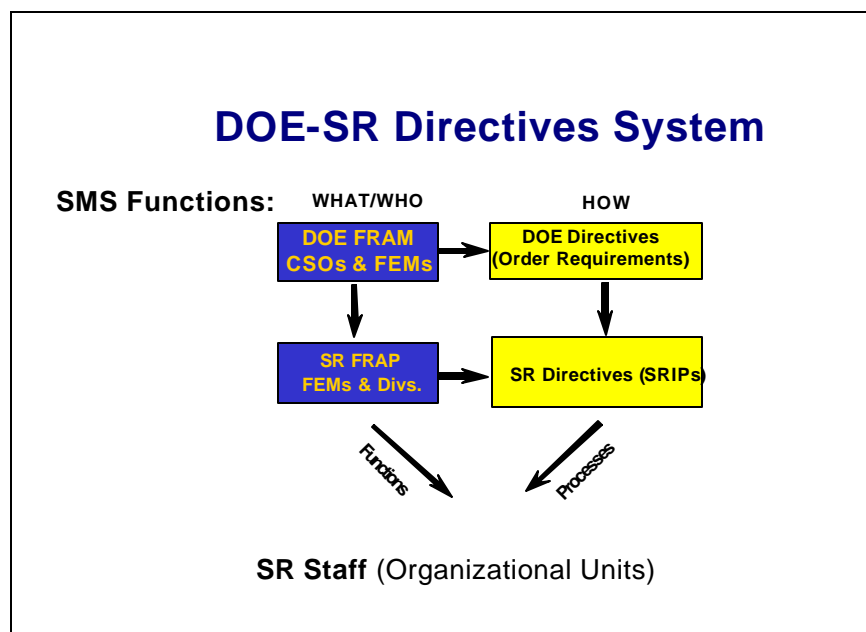 DOE-SR Directives System
SMS Functions:
WHAT/WHO
HOW
DOE FRAM
CSOs & FEMs
DOE Directives
(Order Requirements)
SR FRAP
FEMs & Divs.
SR Directives (SRIPs)
Functions
Processes
SR Staff (Organizational Units)